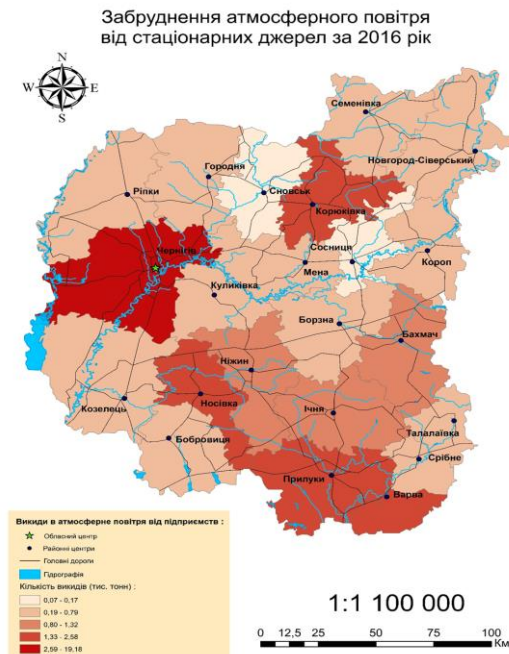 Забруднення атмосферного повітря
від стаціонарних джерел за 2016 рік
N
W E
S
Семенівка
Новгород-Сіверський
Городня
Ріпки
Сновськ
Корюківка
Чернігів
Сосниця
Мена
Короп
Куликівка
Борзна
Бахмач
Ніжин
Носівка
Козелець
Ічня
Талалаївка
Бобровиця
Срібне
Прилуки
Варва
Викиди в атмосферне повітря від підприємств :
Обласний центр
Районні центри
Головні дороги
Гідрографія
Кількість викидів (тис. тонн) :
0,07 - 0,17
0,19 - 0,79
0,80 - 1,32
1,33 - 2,58
2,59 - 19,18
1:1 100 000
0 12,5 25 50 75 100
Км